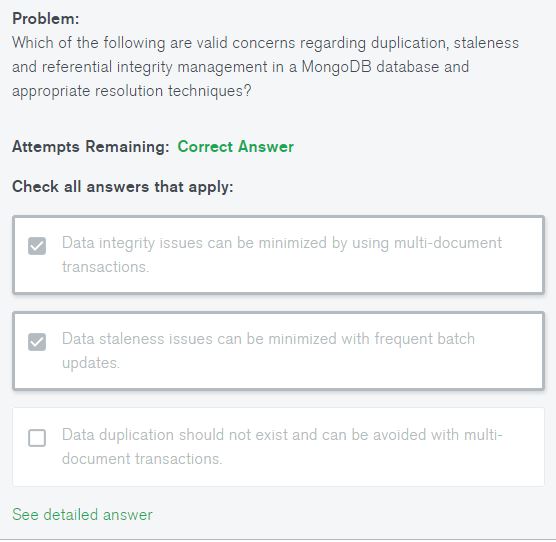 Problem:
Which of the following are valid concerns regarding duplication, staleness
and referential integrity management in a MongoDB database and
appropriate resolution techniques?
Attempts Remaining: Correct Answer
Check all answers that apply:
Data integrity issues can be minimized by using multi-document
transactions.
Data staleness issues can be minimized with frequent batch
updates.
Data duplication should not exist and can be avoided with multi-
document transactions.
See detailed answer